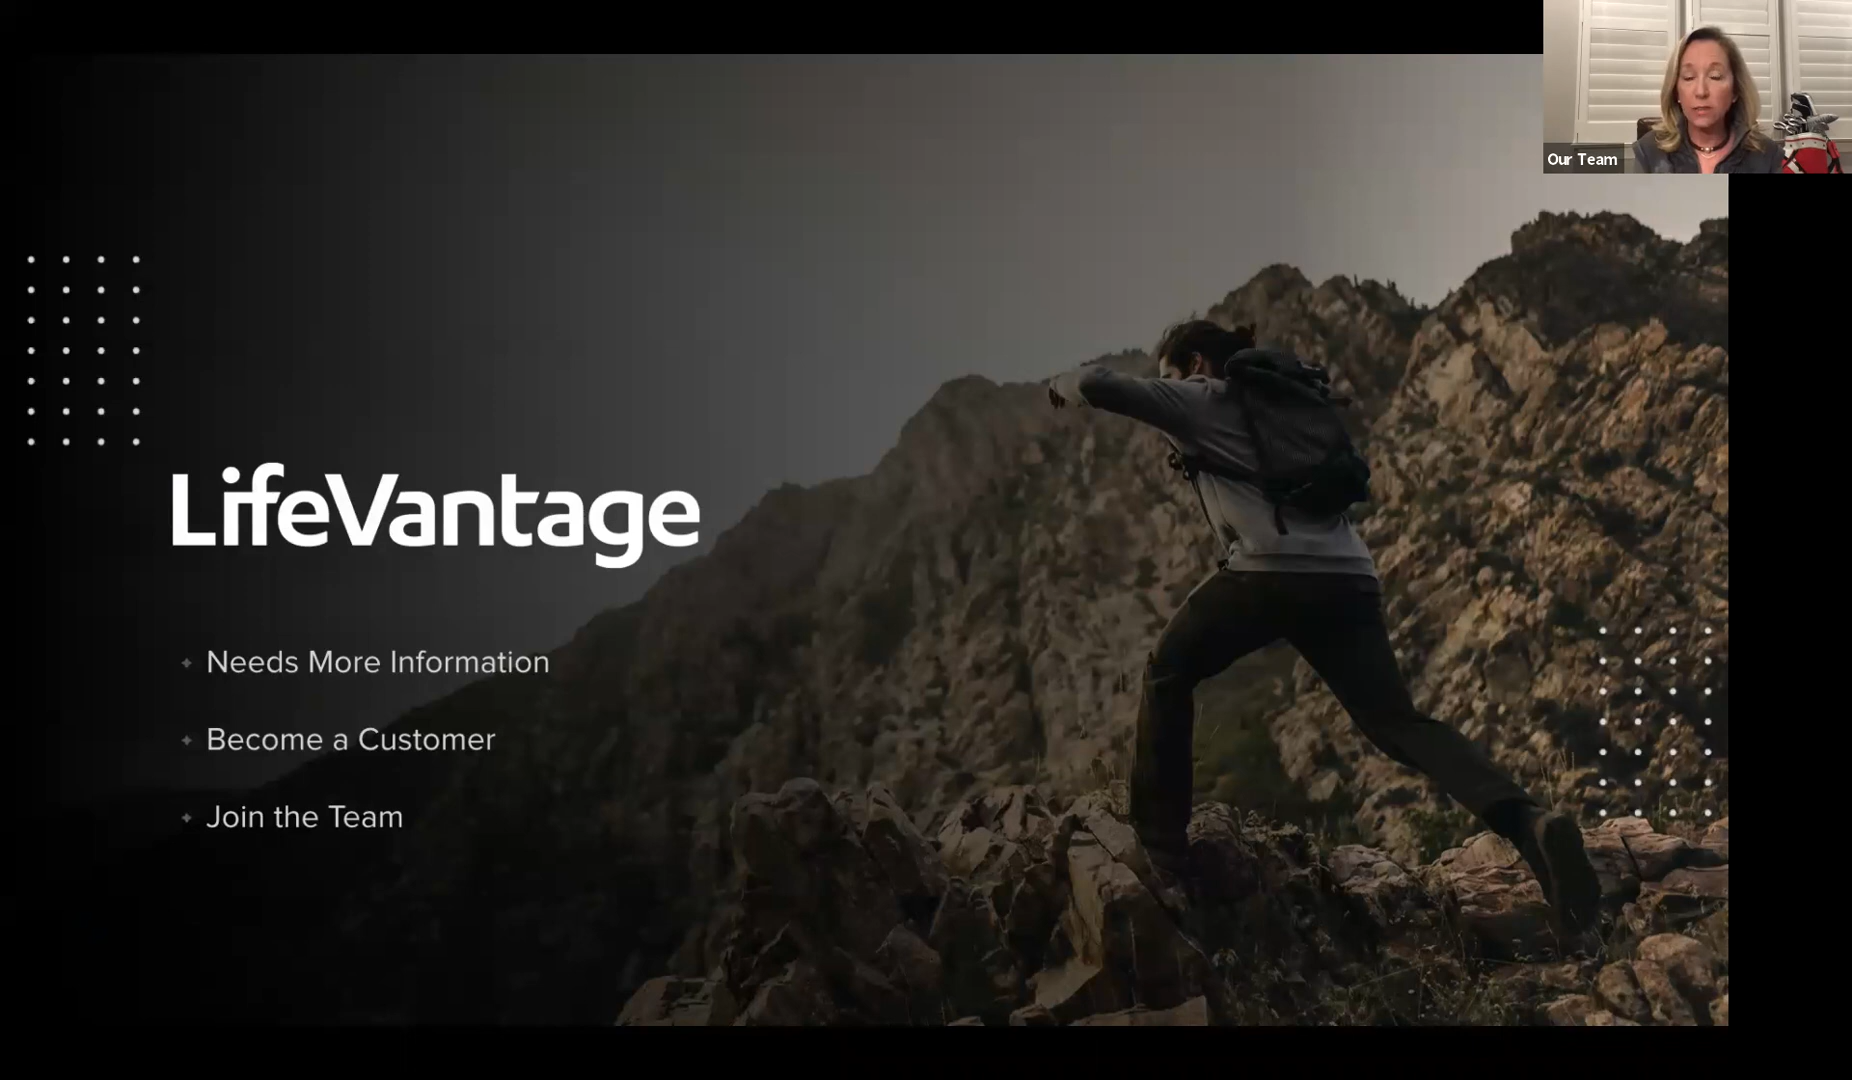 Our Team
LifeVantage
Needs More Information
Become a Customer
Join the Team